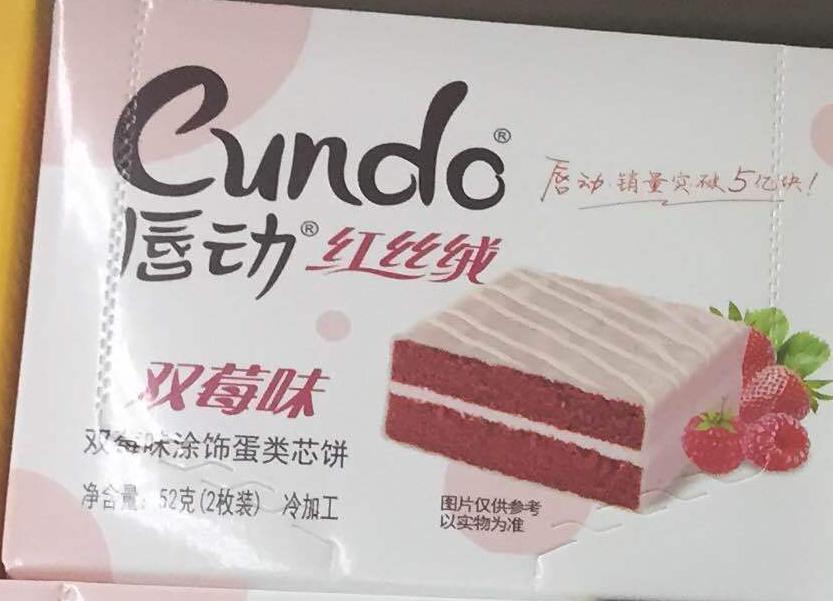 Cundo®
唇动·销量突破5亿块!
唇动®红丝绒
双莓味
双莓味涂饰蛋类芯饼
净含量：52克(2枚装) 冷加工
图片仅供参考
以实物为准